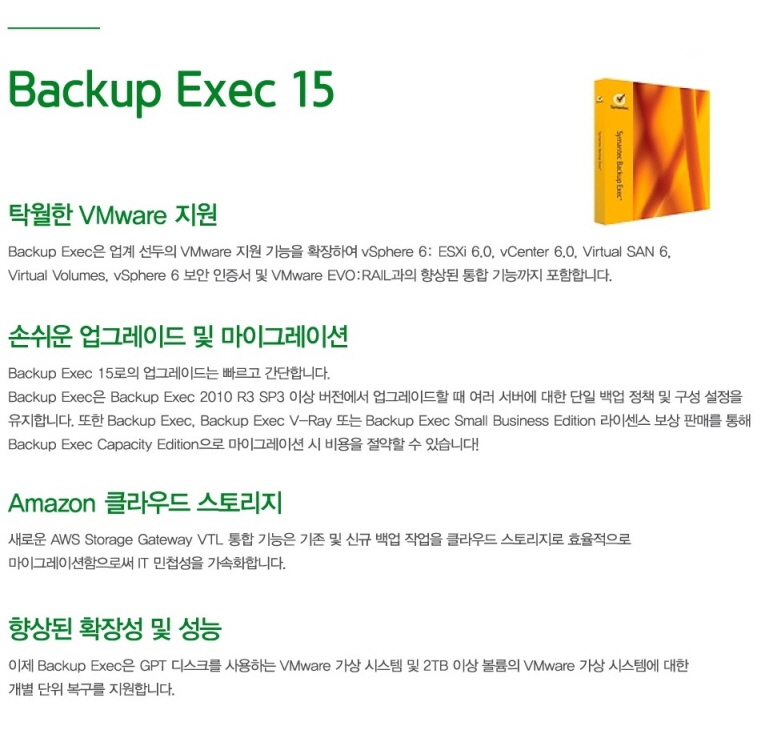 Backup Exec 15
Symantec
Symantec Backup Exec™
탁월한 VMware 지원
Backup Exec은 업계 선두의 VMware 지원 기능을 확장하여 vSphere 6: ESXi 6.0, vCenter 6.0, Virtual SAN 6,
Virtual Volumes, vSphere 6 보안 인증서 및 VMware EVO:RAIL과의 향상된 통합 기능까지 포함합니다.
손쉬운 업그레이드 및 마이그레이션
Backup Exec 15로의 업그레이드는 빠르고 간단합니다.
Backup Exec은 Backup Exec 2010 R3 SP3 이상 버전에서 업그레이드할 때 여러 서버에 대한 단일 백업 정책 및 구성 설정을
유지합니다. 또한 Backup Exec, Backup Exec V-Ray 또는 Backup Exec Small Business Edition 라이센스 보상 판매를 통해
Backup Exec Capacity Edition으로 마이그레이션 시 비용을 절약할 수 있습니다!
Amazon 클라우드 스토리지
새로운 AWS Storage Gateway VTL 통합 기능은 기존 및 신규 백업 작업을 클라우드 스토리지로 효율적으로
마이그레이션함으로써 IT 민첩성을 가속화합니다.
향상된 확장성 및 성능
이제 Backup Exec은 GPT 디스크를 사용하는 VMware 가상 시스템 및 2TB 이상 볼륨의 VMware 가상 시스템에 대한
개별 단위 복구를 지원합니다.